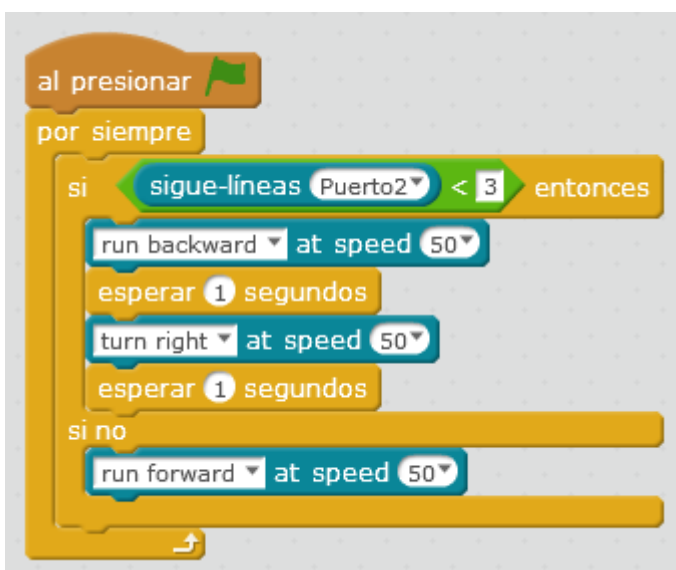 al presionar
por siempre
si sigue-líneas Puerto2 < 3 entonces
run backward at speed 50
esperar 1 segundos
turn right at speed 50
esperar 1 segundos
si no
run forward at speed 50